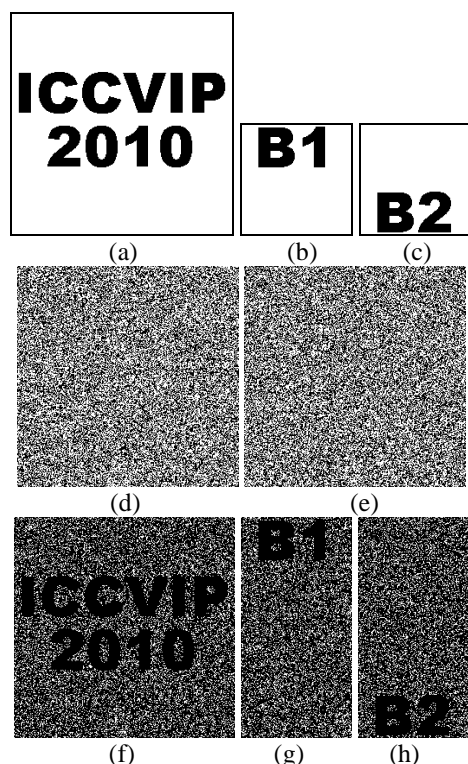 ICCVIP
2010
B1
B2
(a)
(b)
(c)
(d)
(e)
ICCVIP
2010
B1
B2
(f)
(g)
(h)